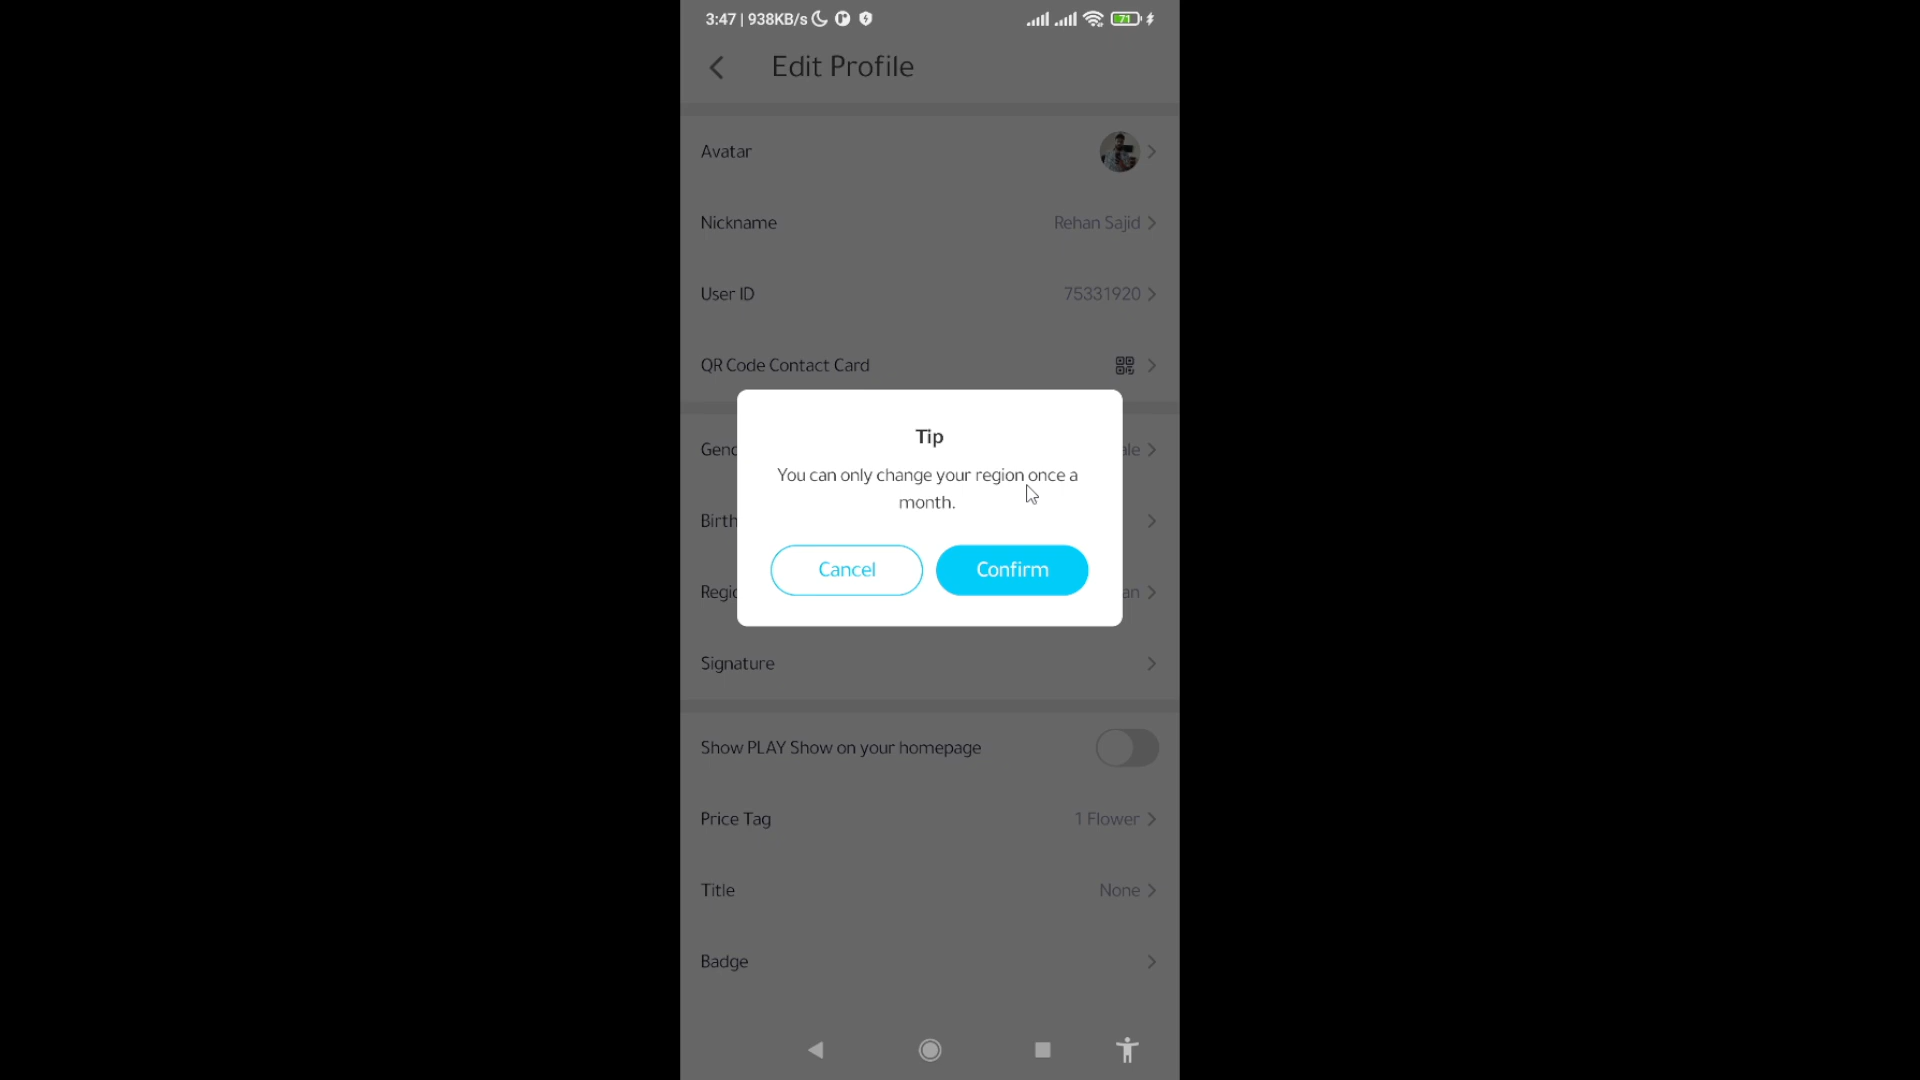 3:47 | 938KB/s
71
Edit Profile
Avatar
Nickname
Rehan Sajid
User ID
75331920
QR Code Contact Card
Tip
You can only change your region once a
month.
Cancel
Confirm
Signature
Show PLAY Show on your homepage
Price Tag
1 Flower
Title
None
Badge